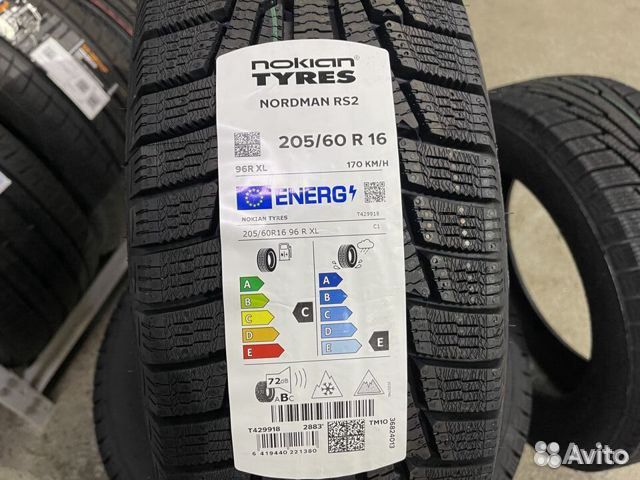 nokian
TYRES
NORDMAN RS2
205/60 R 16
96R XL 170 KM/H
ENERG
NOKIAN TYRES T429918
205/60R16 96 R XL C1
A A
B B
C C C
D D
E E E
72dB
ABC
T429918 2883' TM10
36824013
6 419440 221380
Avito